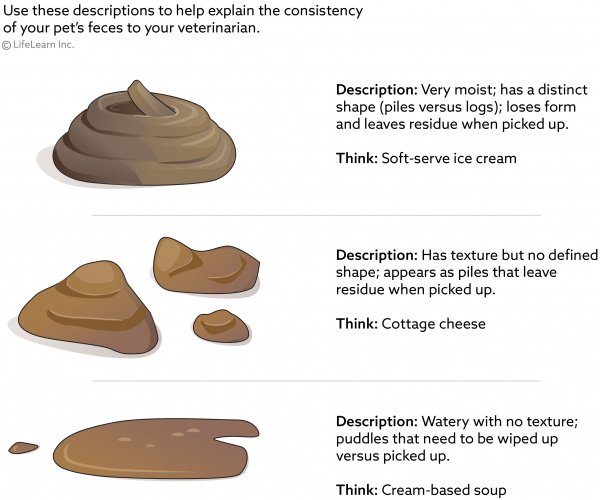 Use these descriptions to help explain the consistency
of your pet's feces to your veterinarian.
© LifeLearn Inc.
Description: Very moist; has a distinct
shape (piles versus logs); loses form
and leaves residue when picked up.
Think: Soft-serve ice cream
Description: Has texture but no defined
shape; appears as piles that leave
residue when picked up.
Think: Cottage cheese
Description: Watery with no texture;
puddles that need to be wiped up
versus picked up.
Think: Cream-based soup